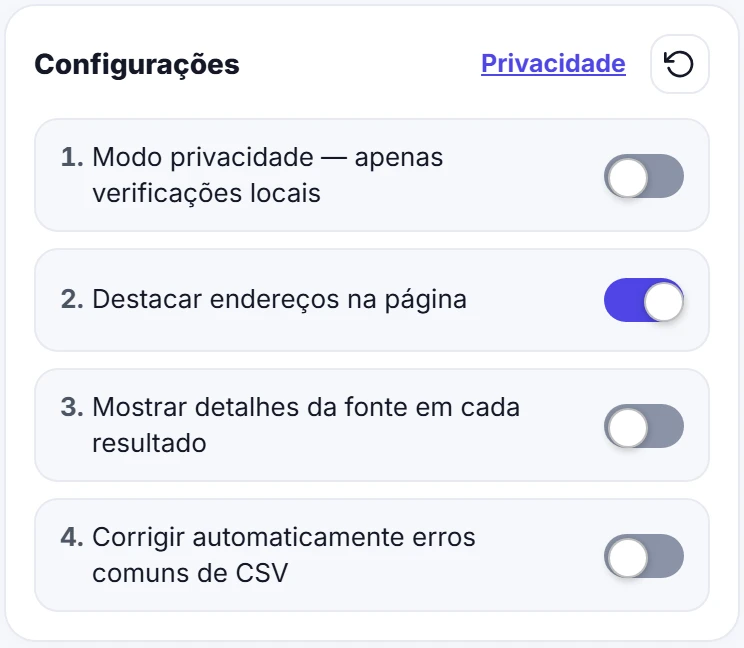 Configurações
Privacidade
1. Modo privacidade — apenas
verificações locais
2. Destacar endereços na página
3. Mostrar detalhes da fonte em cada
resultado
4. Corrigir automaticamente erros
comuns de CSV